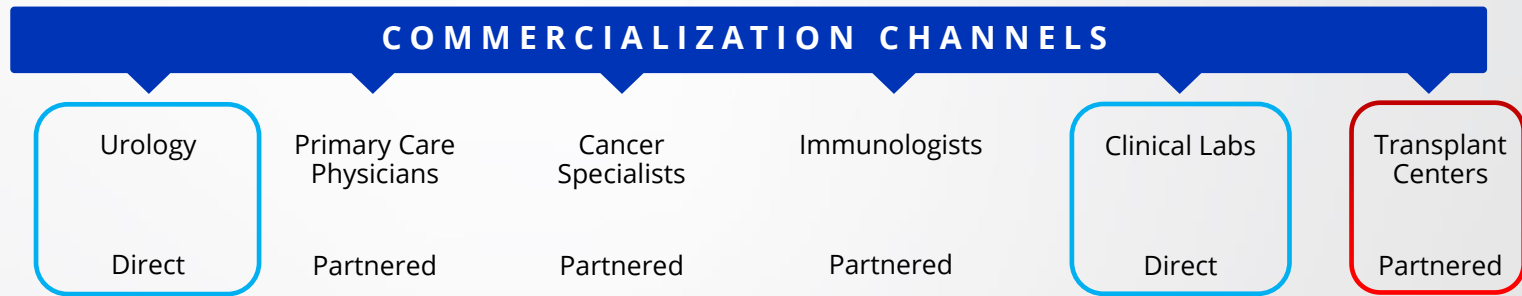 COMMERCIALIZATION CHANNELS
Urology
Direct
Primary Care
Physicians
Partnered
Cancer
Specialists
Partnered
Immunologists
Partnered
Clinical Labs
Direct
Transplant
Centers
Partnered